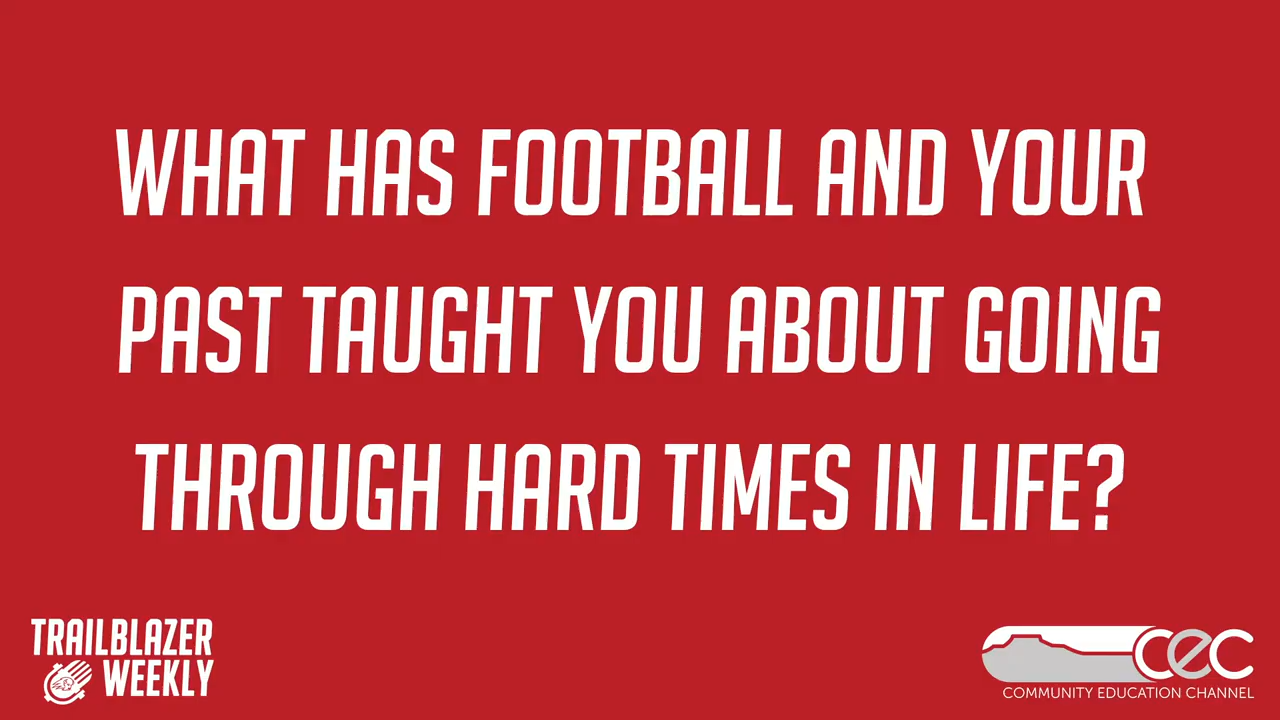 WHAT HAS FOOTBALL AND YOUR
PAST TAUGHT YOU ABOUT GOING
THROUGH HARD TIMES IN LIFE?
TRAILBLAZER
WEEKLY
cec
COMMUNITY EDUCATION CHANNEL